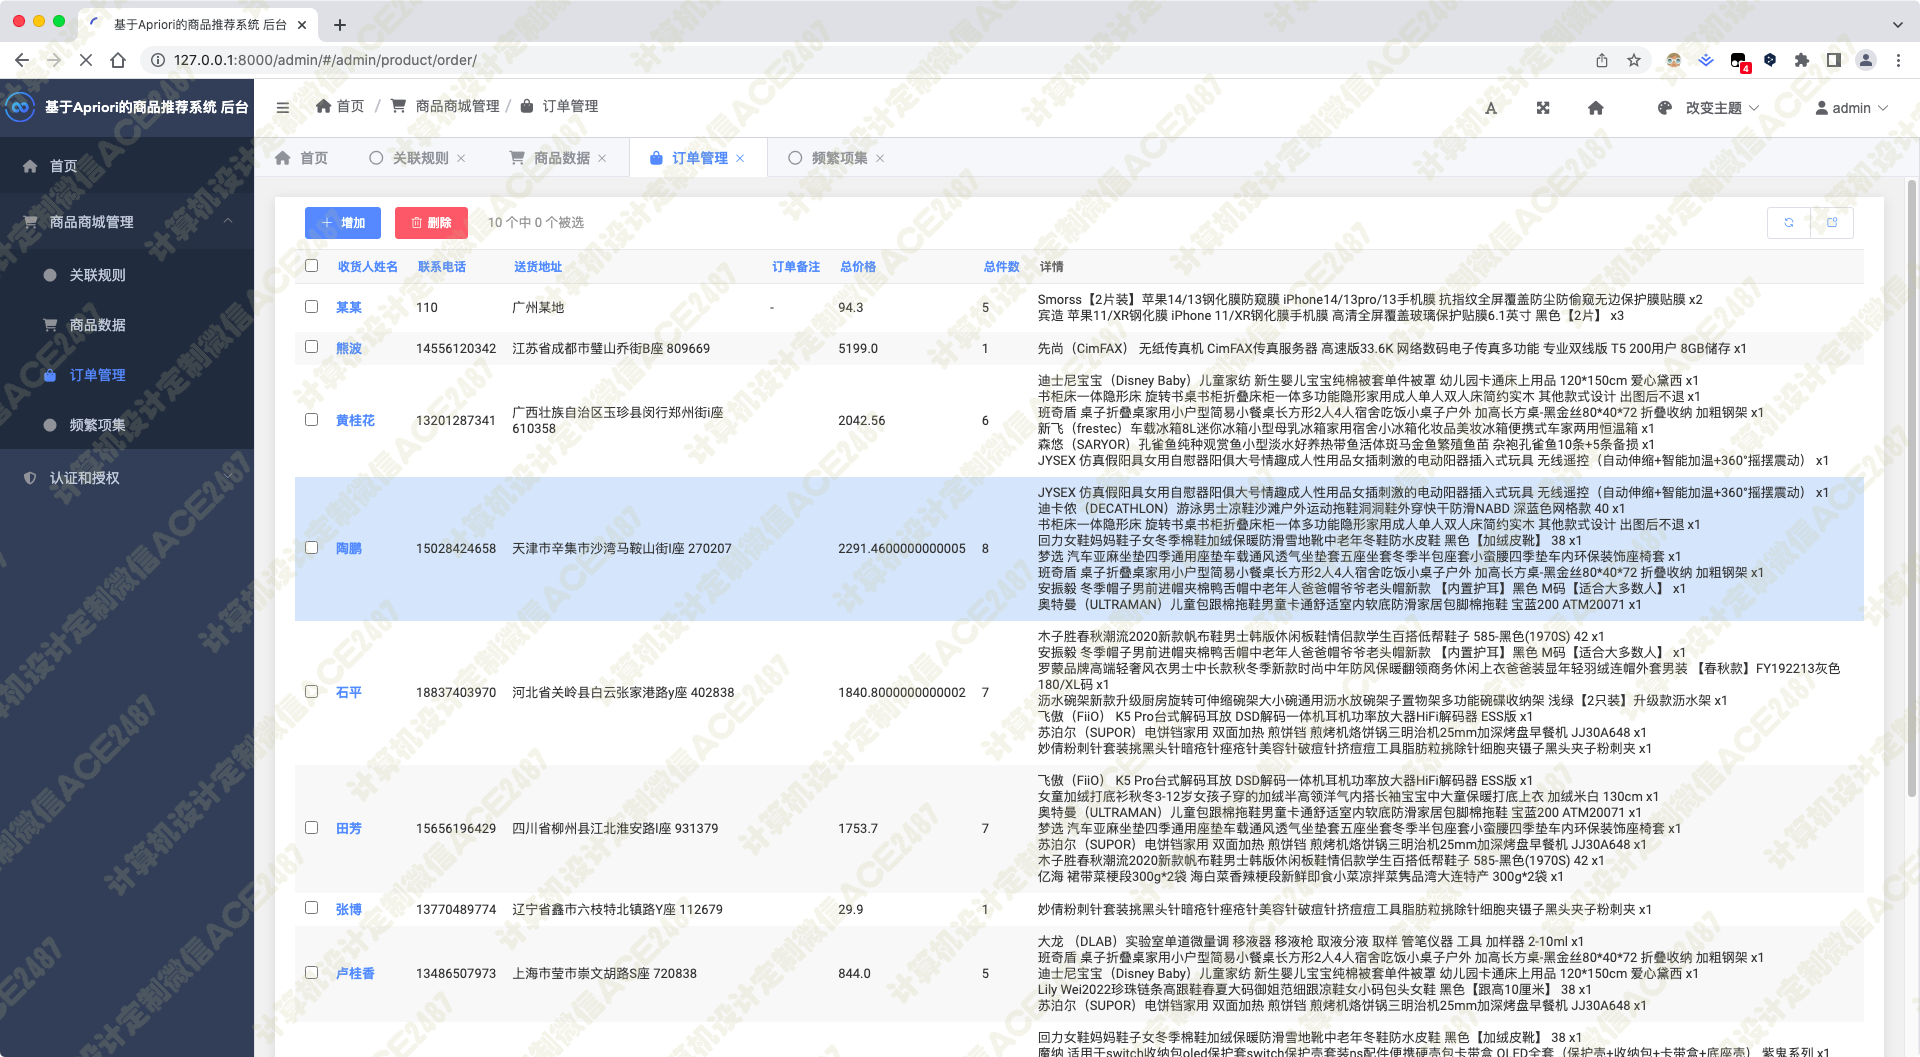 基于Apriori的商品推荐系统 后台
127.0.0.1:8000/admin/#/admin/product/order/
4
基于Apriori的商品推荐系统 后台
首页 / 商品商城管理 / 订单管理
改变主题
admin
首页
商品商城管理
关联规则
商品数据
订单管理
频繁项集
认证和授权
首页 关联规则 商品数据 订单管理 频繁项集
增加 删除 10 个中 0 个被选
收货人姓名 联系电话 送货地址 订单备注 总价格 总件数 详情
某某 110 广州某地 - 94.3 5
Smorss【2片装】苹果14/13钢化膜防窥膜 iPhone14/13pro/13手机膜 抗指纹全屏覆盖防尘防偷窥无边保护膜贴膜 x2
宾造 苹果11/XR钢化膜 iPhone 11/XR钢化膜手机膜 高清全屏覆盖玻璃保护贴膜6.1英寸 黑色【2片】 x3
熊波 14556120342 江苏省成都市璧山乔街B座 809669 5199.0 1
先尚（CimFAX） 无纸传真机 CimFAX传真服务器 高速版33.6K 网络数码电子传真多功能 专业双线版 T5 200用户 8GB储存 x1
黄桂花 13201287341 广西壮族自治区玉珍县闵行郑州街i座
610358
2042.56 6
迪士尼宝宝（Disney Baby）儿童家纺 新生婴儿宝宝纯棉被套单件被罩 幼儿园卡通床上用品 120*150cm 爱心黛西 x1
书柜床一体隐形床 旋转书桌书柜折叠床柜一体多功能隐形家用成人单人双人床简约实木 其他款式设计 出图后不退 x1
班奇盾 桌子折叠桌家用小户型简易小餐桌长方形2人4人宿舍吃饭小桌子户外 加高长方桌-黑金丝80*40*72 折叠收纳 加粗钢架 x1
新飞（frestec）车载冰箱8L迷你冰箱小型母乳冰箱家用宿舍小冰箱化妆品美妆冰箱便携式车家两用恒温箱 x1
森悠（SARYOR）孔雀鱼纯种观赏鱼小型淡水好养热带鱼活体斑马金鱼繁殖鱼苗 杂袍孔雀鱼10条+5条备损 x1
JYSEX 仿真假阳具女用自慰器阳俱大号情趣成人性用品女插刺激的电动阳器插入式玩具 无线遥控（自动伸缩+智能加温+360°摇摆震动） x1
陶鹏 15028424658 天津市辛集市沙湾马鞍山街l座 270207 2291.4600000000005 8
JYSEX 仿真假阳具女用自慰器阳俱大号情趣成人性用品女插刺激的电动阳器插入式玩具 无线遥控（自动伸缩+智能加温+360°摇摆震动） x1
迪卡侬（DECATHLON）游泳男士凉鞋沙滩户外运动拖鞋洞洞鞋外穿快干防滑NABD 深蓝色网格款 40 x1
书柜床一体隐形床 旋转书桌书柜折叠床柜一体多功能隐形家用成人单人双人床简约实木 其他款式设计 出图后不退 x1
回力女鞋妈妈鞋子女冬季棉鞋加绒保暖防滑雪地靴中老年冬鞋防水皮鞋 黑色【加绒皮靴】 38 x1
梦选 汽车亚麻坐垫四季通用座垫车载通风透气坐垫套五座坐套冬季半包座套小蛮腰四季垫车内环保装饰座椅套 x1
班奇盾 桌子折叠桌家用小户型简易小餐桌长方形2人4人宿舍吃饭小桌子户外 加高长方桌-黑金丝80*40*72 折叠收纳 加粗钢架 x1
安振毅 冬季帽子男前进帽夹棉鸭舌帽中老年人爸爸帽爷爷老头帽新款 【内置护耳】黑色 M码【适合大多数人】 x1
奥特曼（ULTRAMAN）儿童包跟棉拖鞋男童卡通舒适室内软底防滑家居包脚棉拖鞋 宝蓝200 ATM20071 x1
石平 18837403970 河北省关岭县白云张家港路y座 402838 1840.8000000000002 7
木子胜春秋潮流2020新款帆布鞋男士韩版休闲板鞋情侣款学生百搭低帮鞋子 585-黑色(1970S) 42 x1
安振毅 冬季帽子男前进帽夹棉鸭舌帽中老年人爸爸帽爷爷老头帽新款 【内置护耳】黑色 M码【适合大多数人】 x1
罗蒙品牌高端轻奢风衣男士中长款秋冬季新款时尚中年防风保暖翻领商务休闲上衣爸爸装显年轻羽绒连帽外套男装 【春秋款】FY192213灰色
180/XL码 x1
沥水碗架新款升级厨房旋转可伸缩碗架大小碗通用沥水放碗架子置物架多功能碗碟收纳架 浅绿【2只装】升级款沥水架 x1
飞傲（FiiO） K5 Pro台式解码耳放 DSD解码一体机耳机功率放大器HiFi解码器 ESS版 x1
苏泊尔（SUPOR）电饼铛家用 双面加热 煎饼铛 煎烤机烙饼锅三明治机25mm加深烤盘早餐机 JJ30A648 x1
妙倩粉刺针套装挑黑头针暗疮针痤疮针美容针破痘针挤痘痘工具脂肪粒挑除针细胞夹镊子黑头夹子粉刺夹 x1
田芳 15656196429 四川省柳州县江北淮安路l座 931379 1753.7 7
飞傲（FiiO） K5 Pro台式解码耳放 DSD解码一体机耳机功率放大器HiFi解码器 ESS版 x1
女童加绒打底衫秋冬3-12岁女孩子穿的加绒半高领洋气内搭长袖宝宝中大童保暖打底上衣 加绒米白 130cm x1
奥特曼（ULTRAMAN）儿童包跟棉拖鞋男童卡通舒适室内软底防滑家居包脚棉拖鞋 宝蓝200 ATM20071 x1
梦选 汽车亚麻坐垫四季通用座垫车载通风透气坐垫套五座坐套冬季半包座套小蛮腰四季垫车内环保装饰座椅套 x1
苏泊尔（SUPOR）电饼铛家用 双面加热 煎饼铛 煎烤机烙饼锅三明治机25mm加深烤盘早餐机 JJ30A648 x1
木子胜春秋潮流2020新款帆布鞋男士韩版休闲板鞋情侣款学生百搭低帮鞋子 585-黑色(1970S) 42 x1
亿海 裙带菜梗段300g*2袋 海白菜香辣梗段新鲜即食小菜凉拌菜隽品湾大连特产 300g*2袋 x1
张博 13770489774 辽宁省鑫市六枝特北镇路Y座 112679 29.9 1
妙倩粉刺针套装挑黑头针暗疮针痤疮针美容针破痘针挤痘痘工具脂肪粒挑除针细胞夹镊子黑头夹子粉刺夹 x1
卢桂香 13486507973 上海市莹市崇文胡路S座 720838 844.0 5
大龙 （DLAB）实验室单道微量调 移液器 移液枪 取液分液 取样 管笔仪器 工具 加样器 2-10ml x1
班奇盾 桌子折叠桌家用小户型简易小餐桌长方形2人4人宿舍吃饭小桌子户外 加高长方桌-黑金丝80*40*72 折叠收纳 加粗钢架 x1
迪士尼宝宝（Disney Baby）儿童家纺 新生婴儿宝宝纯棉被套单件被罩 幼儿园卡通床上用品 120*150cm 爱心黛西 x1
Lily Wei2022珍珠链条高跟鞋春夏大码御姐范细跟凉鞋女小码包头女鞋 黑色【跟高10厘米】 38 x1
苏泊尔（SUPOR）电饼铛家用 双面加热 煎饼铛 煎烤机烙饼锅三明治机25mm加深烤盘早餐机 JJ30A648 x1
回力女鞋妈妈鞋子女冬季棉鞋加绒保暖防滑雪地靴中老年冬鞋防水皮鞋 黑色【加绒皮靴】 38 x1
魔纳 适用于switch收纳包oled保护套switch保护壳套装ns配件便携硬壳包卡带盒 OLED全套（保护壳+收纳包+卡带盒+底座壳） 紫鬼系列 x1
计算机设计定制微信ACE2487